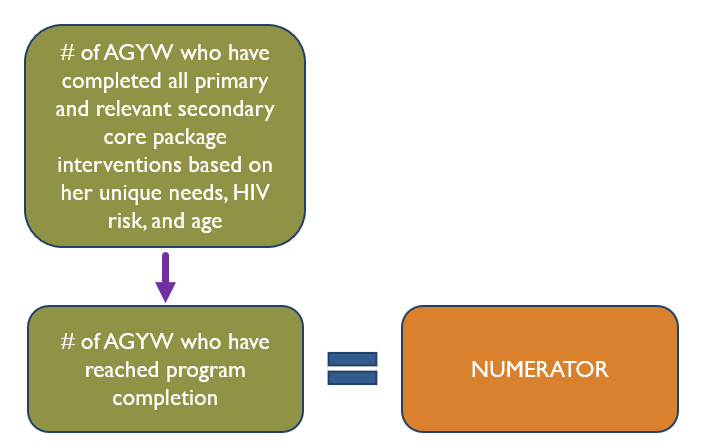 # of AGYW who have
completed all primary
and relevant secondary
core package
interventions based on
her unique needs, HIV
risk, and age
# of AGYW who have
reached program
completion
NUMERATOR